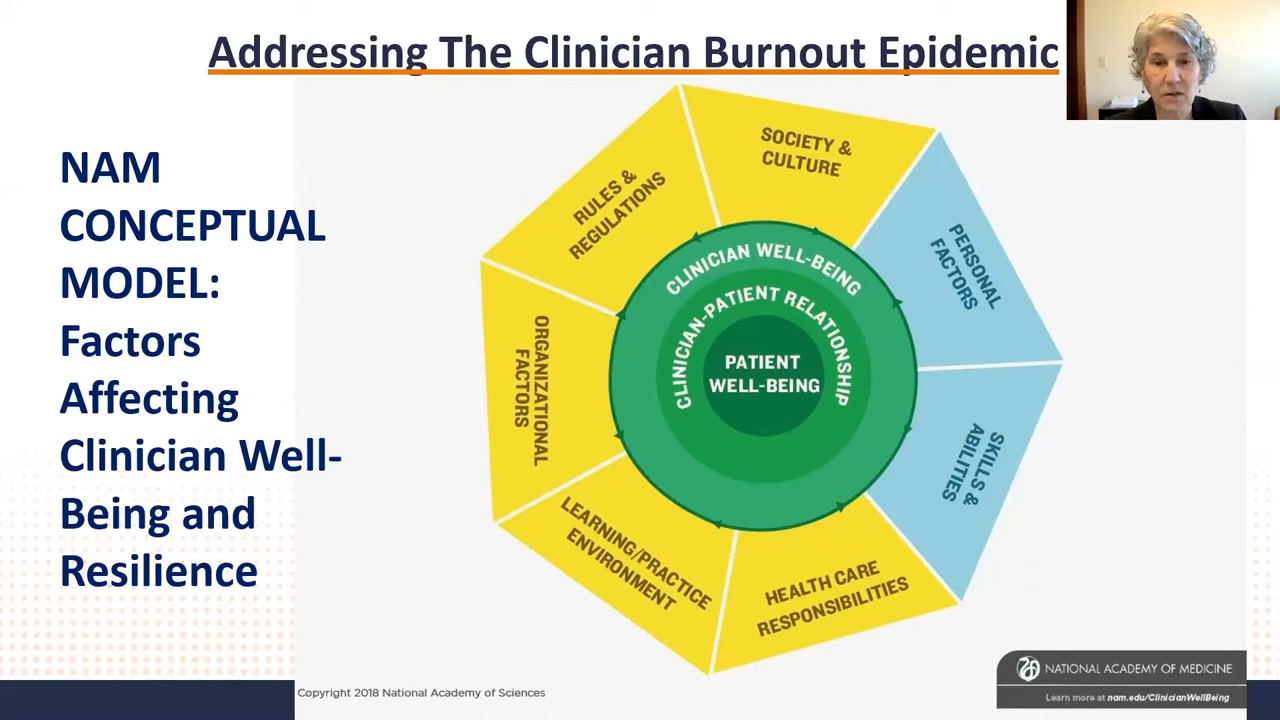 Addressing The Clinician Burnout Epidemic
NAM
CONCEPTUAL
MODEL:
Factors
Affecting
Clinician Well-
Being and
Resilience
SOCIETY &
CULTURE
RULES &
REGULATIONS
PERSONAL
FACTORS
CLINICIAN WELL-BEING
CLINICIAN-PATIENT RELATIONSHIP
PATIENT
WELL-BEING
ORGANIZATIONAL
FACTORS
SKILLS &
ABILITIES
LEARNING/PRACTICE
ENVIRONMENT
HEALTH CARE
RESPONSIBILITIES
NATIONAL ACADEMY OF MEDICINE
Learn more at nam.edu/ClinicianWellBeing
Copyright 2018 National Academy of Sciences